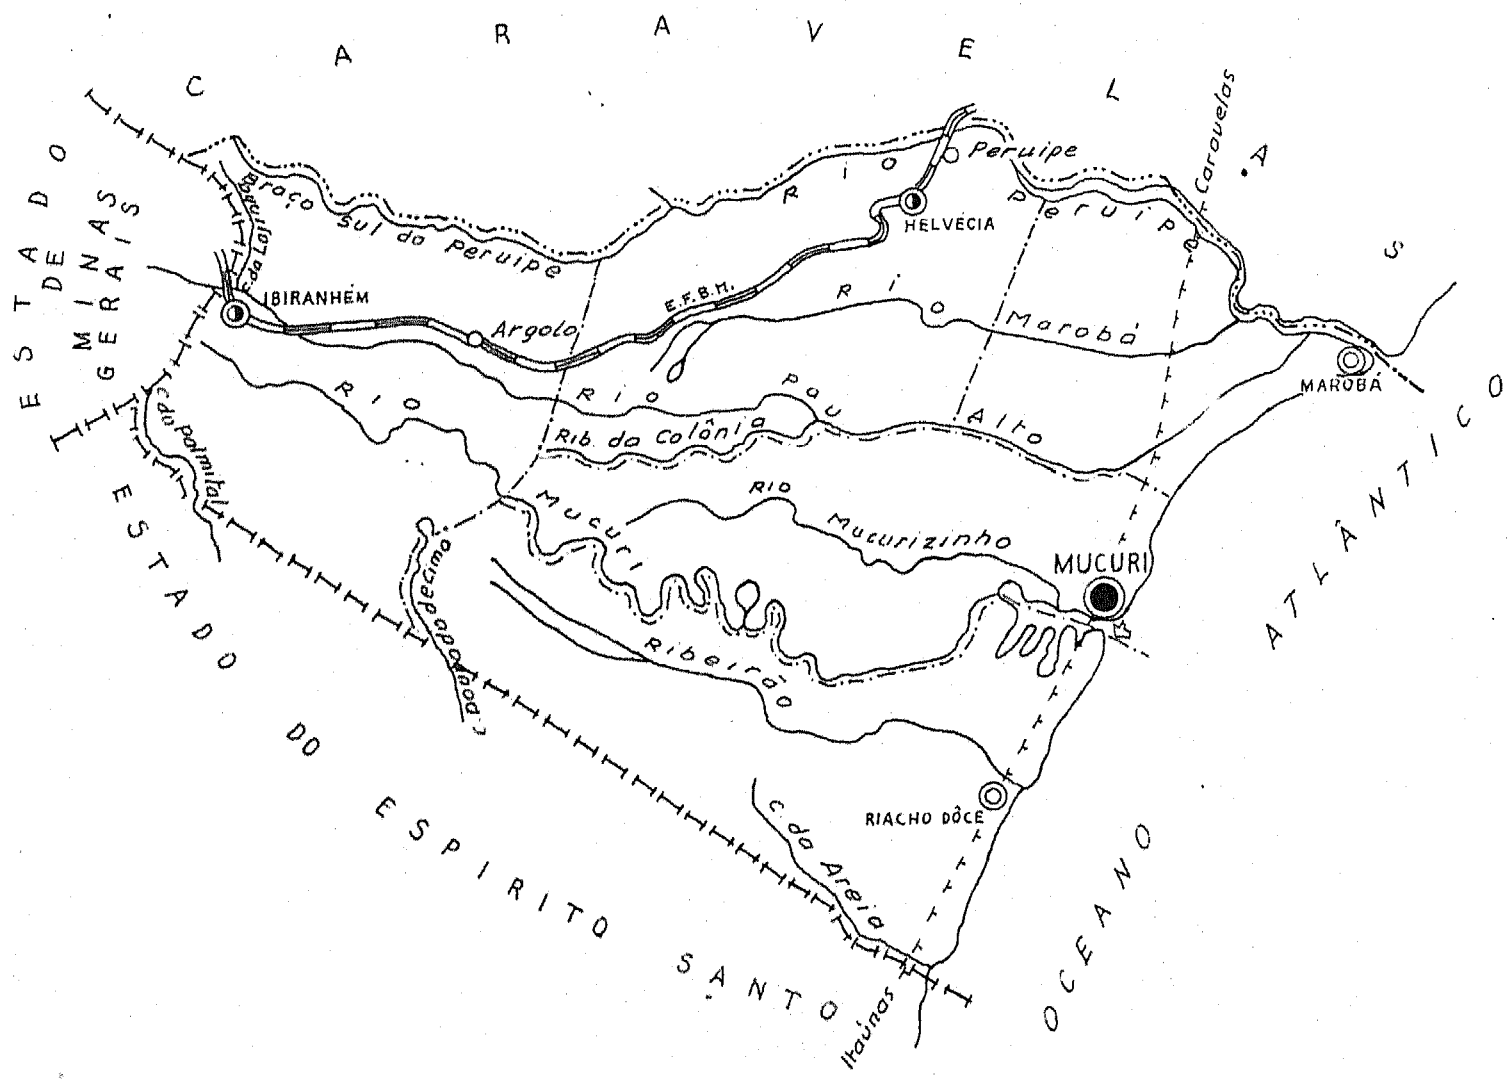 CARAVELAS
ESTADO
DE
MINAS
GERAIS
Caravelas
Peruipe
Braço Sul do Peruipe
Rio Peruipe
HELVÉCIA
IBIRANHÉM
E.F.B.M.
Argolo
Rio Marobá
MAROBÁ
Rio Pau Alto
Rib. da Colônia
C. do Palmital
RIO Mucuri
RIO Mucurizinho
MUCURI
Ribeirão
RIACHO DÔCE
C. da Areia
Itaúnas
ESTADO DO ESPIRITO SANTO
OCEANO ATLÂNTICO